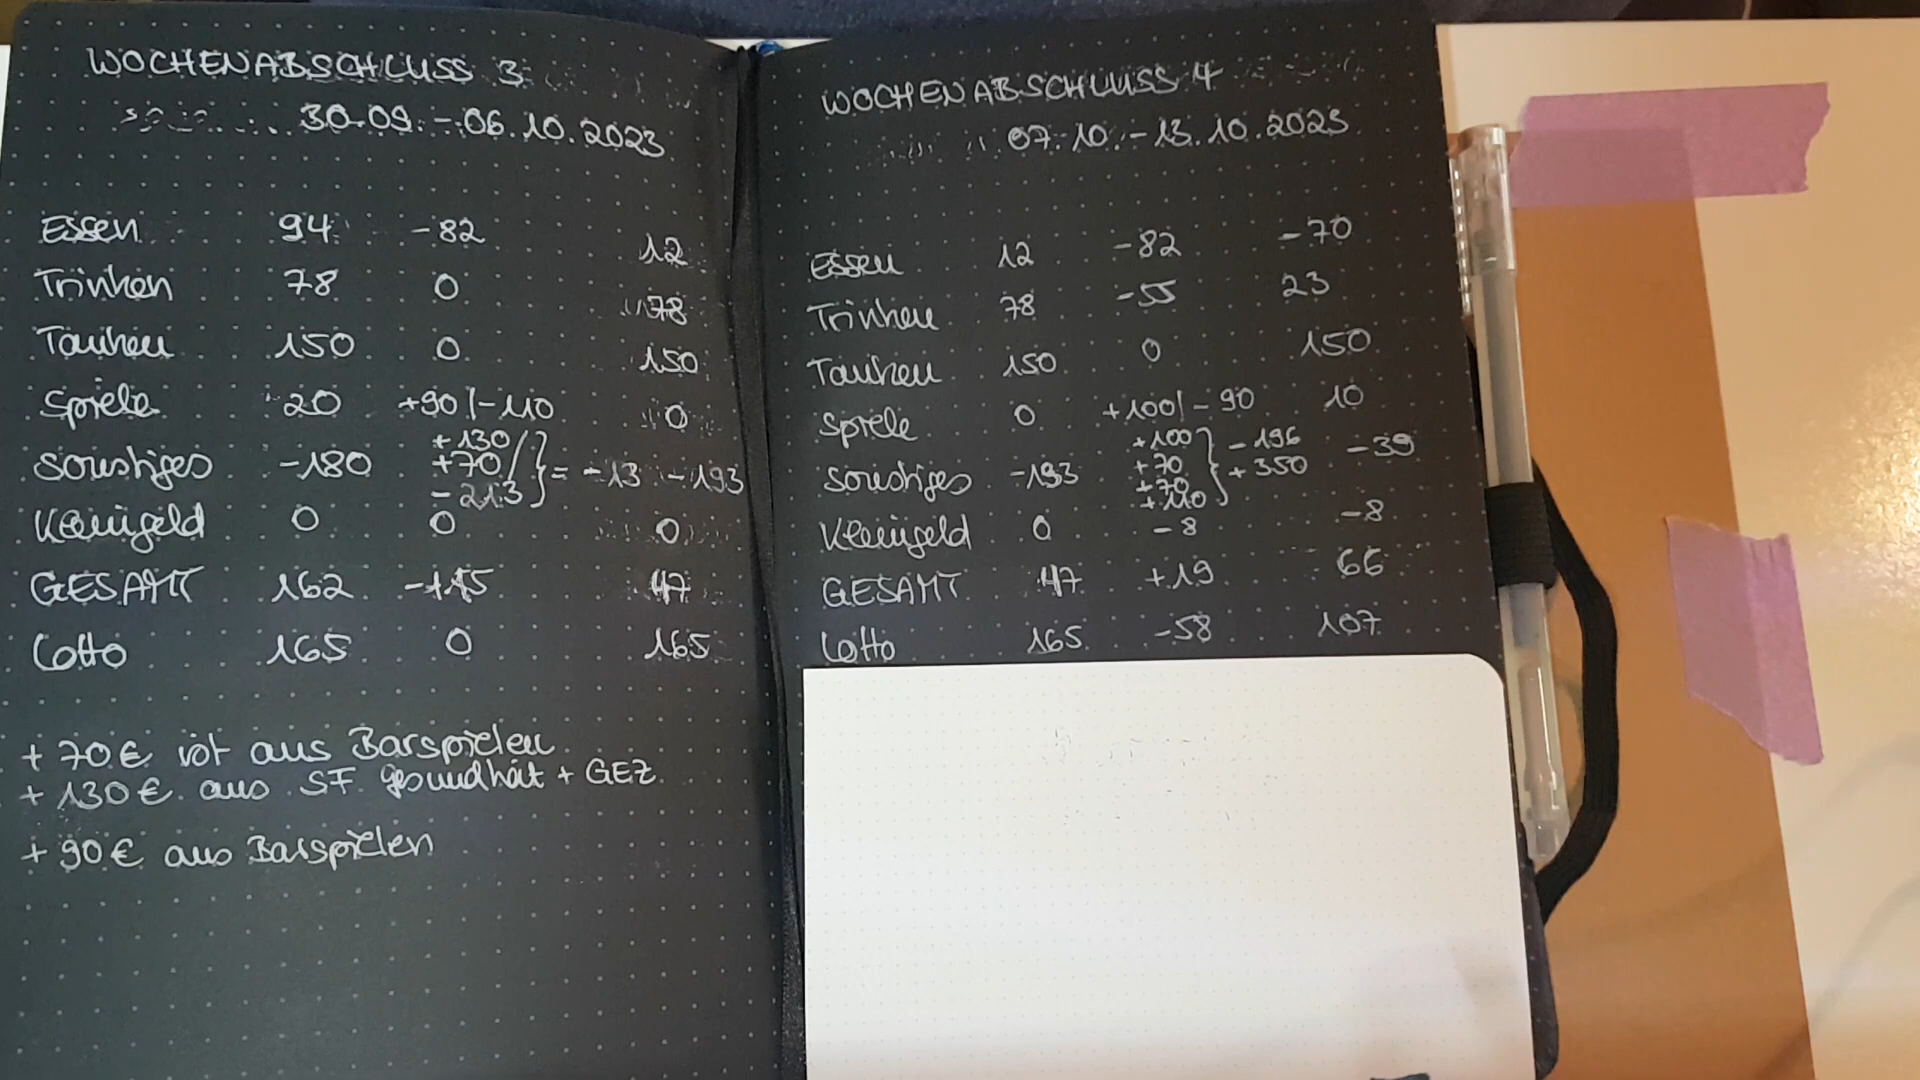 WOCHENABSCHLUSS 3
30.09. - 06.10.2023
Essen 94 -82 12
Trinken 78 0 78
Tanken 150 0 150
Spiele 20 +90/-110 0
+130/
Sonstiges -180 +70/ } = -13 -193
-213
Kleingeld 0 0 0
GESAMT 162 -115 47
Lotto 165 0 165
+ 70€ rot aus Barspielen
+ 130€ aus SF Gesundheit + GEZ
+ 90€ aus Barspielen
WOCHENABSCHLUSS 4
07.10. - 13.10.2023
Essen 12 -82 -70
Trinken 78 -55 23
Tanken 150 0 150
Spiele 0 +100/-90 10
+100 -196
Sonstiges -193 +70 } +350 -39
+70
+110
Kleingeld 0 -8 -8
GESAMT 47 +19 66
Lotto 165 -58 107